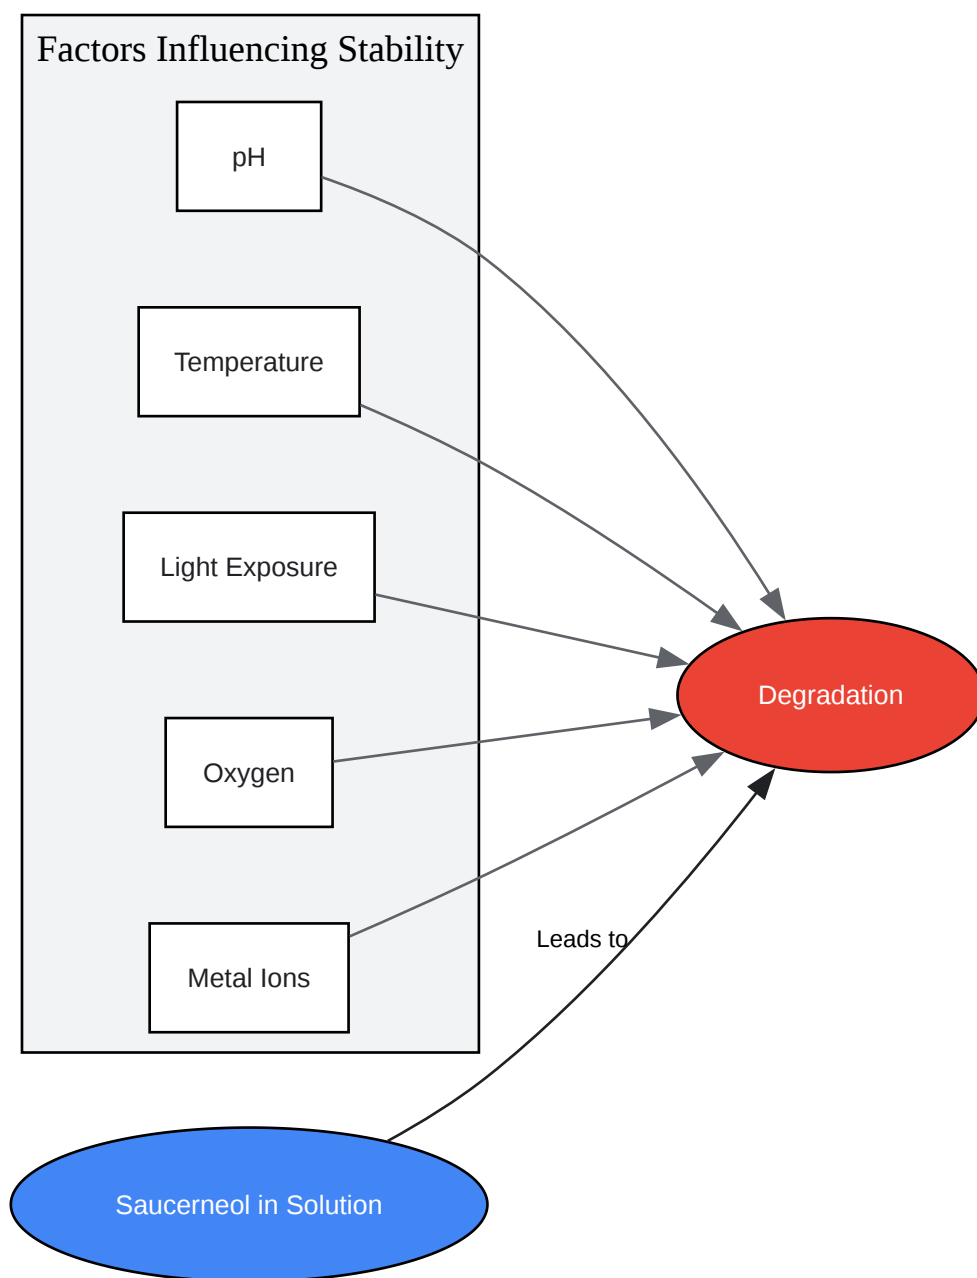 Factors Influencing Stability
pH
Temperature
Light Exposure
Oxygen
Metal Ions
Degradation
Leads to
Saucerneol in Solution